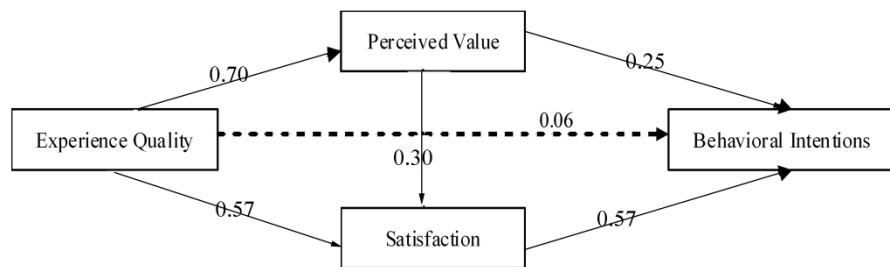 Perceived Value
0.70
0.25
Experience Quality
0.06
Behavioral Intentions
0.30
0.57
0.57
Satisfaction